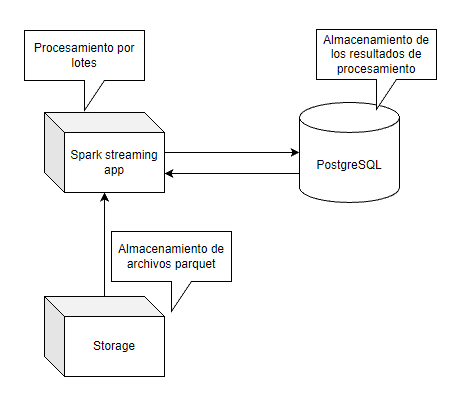 Procesamiento por
lotes
Almacenamiento de
los resultados de
procesamiento
Spark streaming
app
PostgreSQL
Almacenamiento de
archivos parquet
Storage